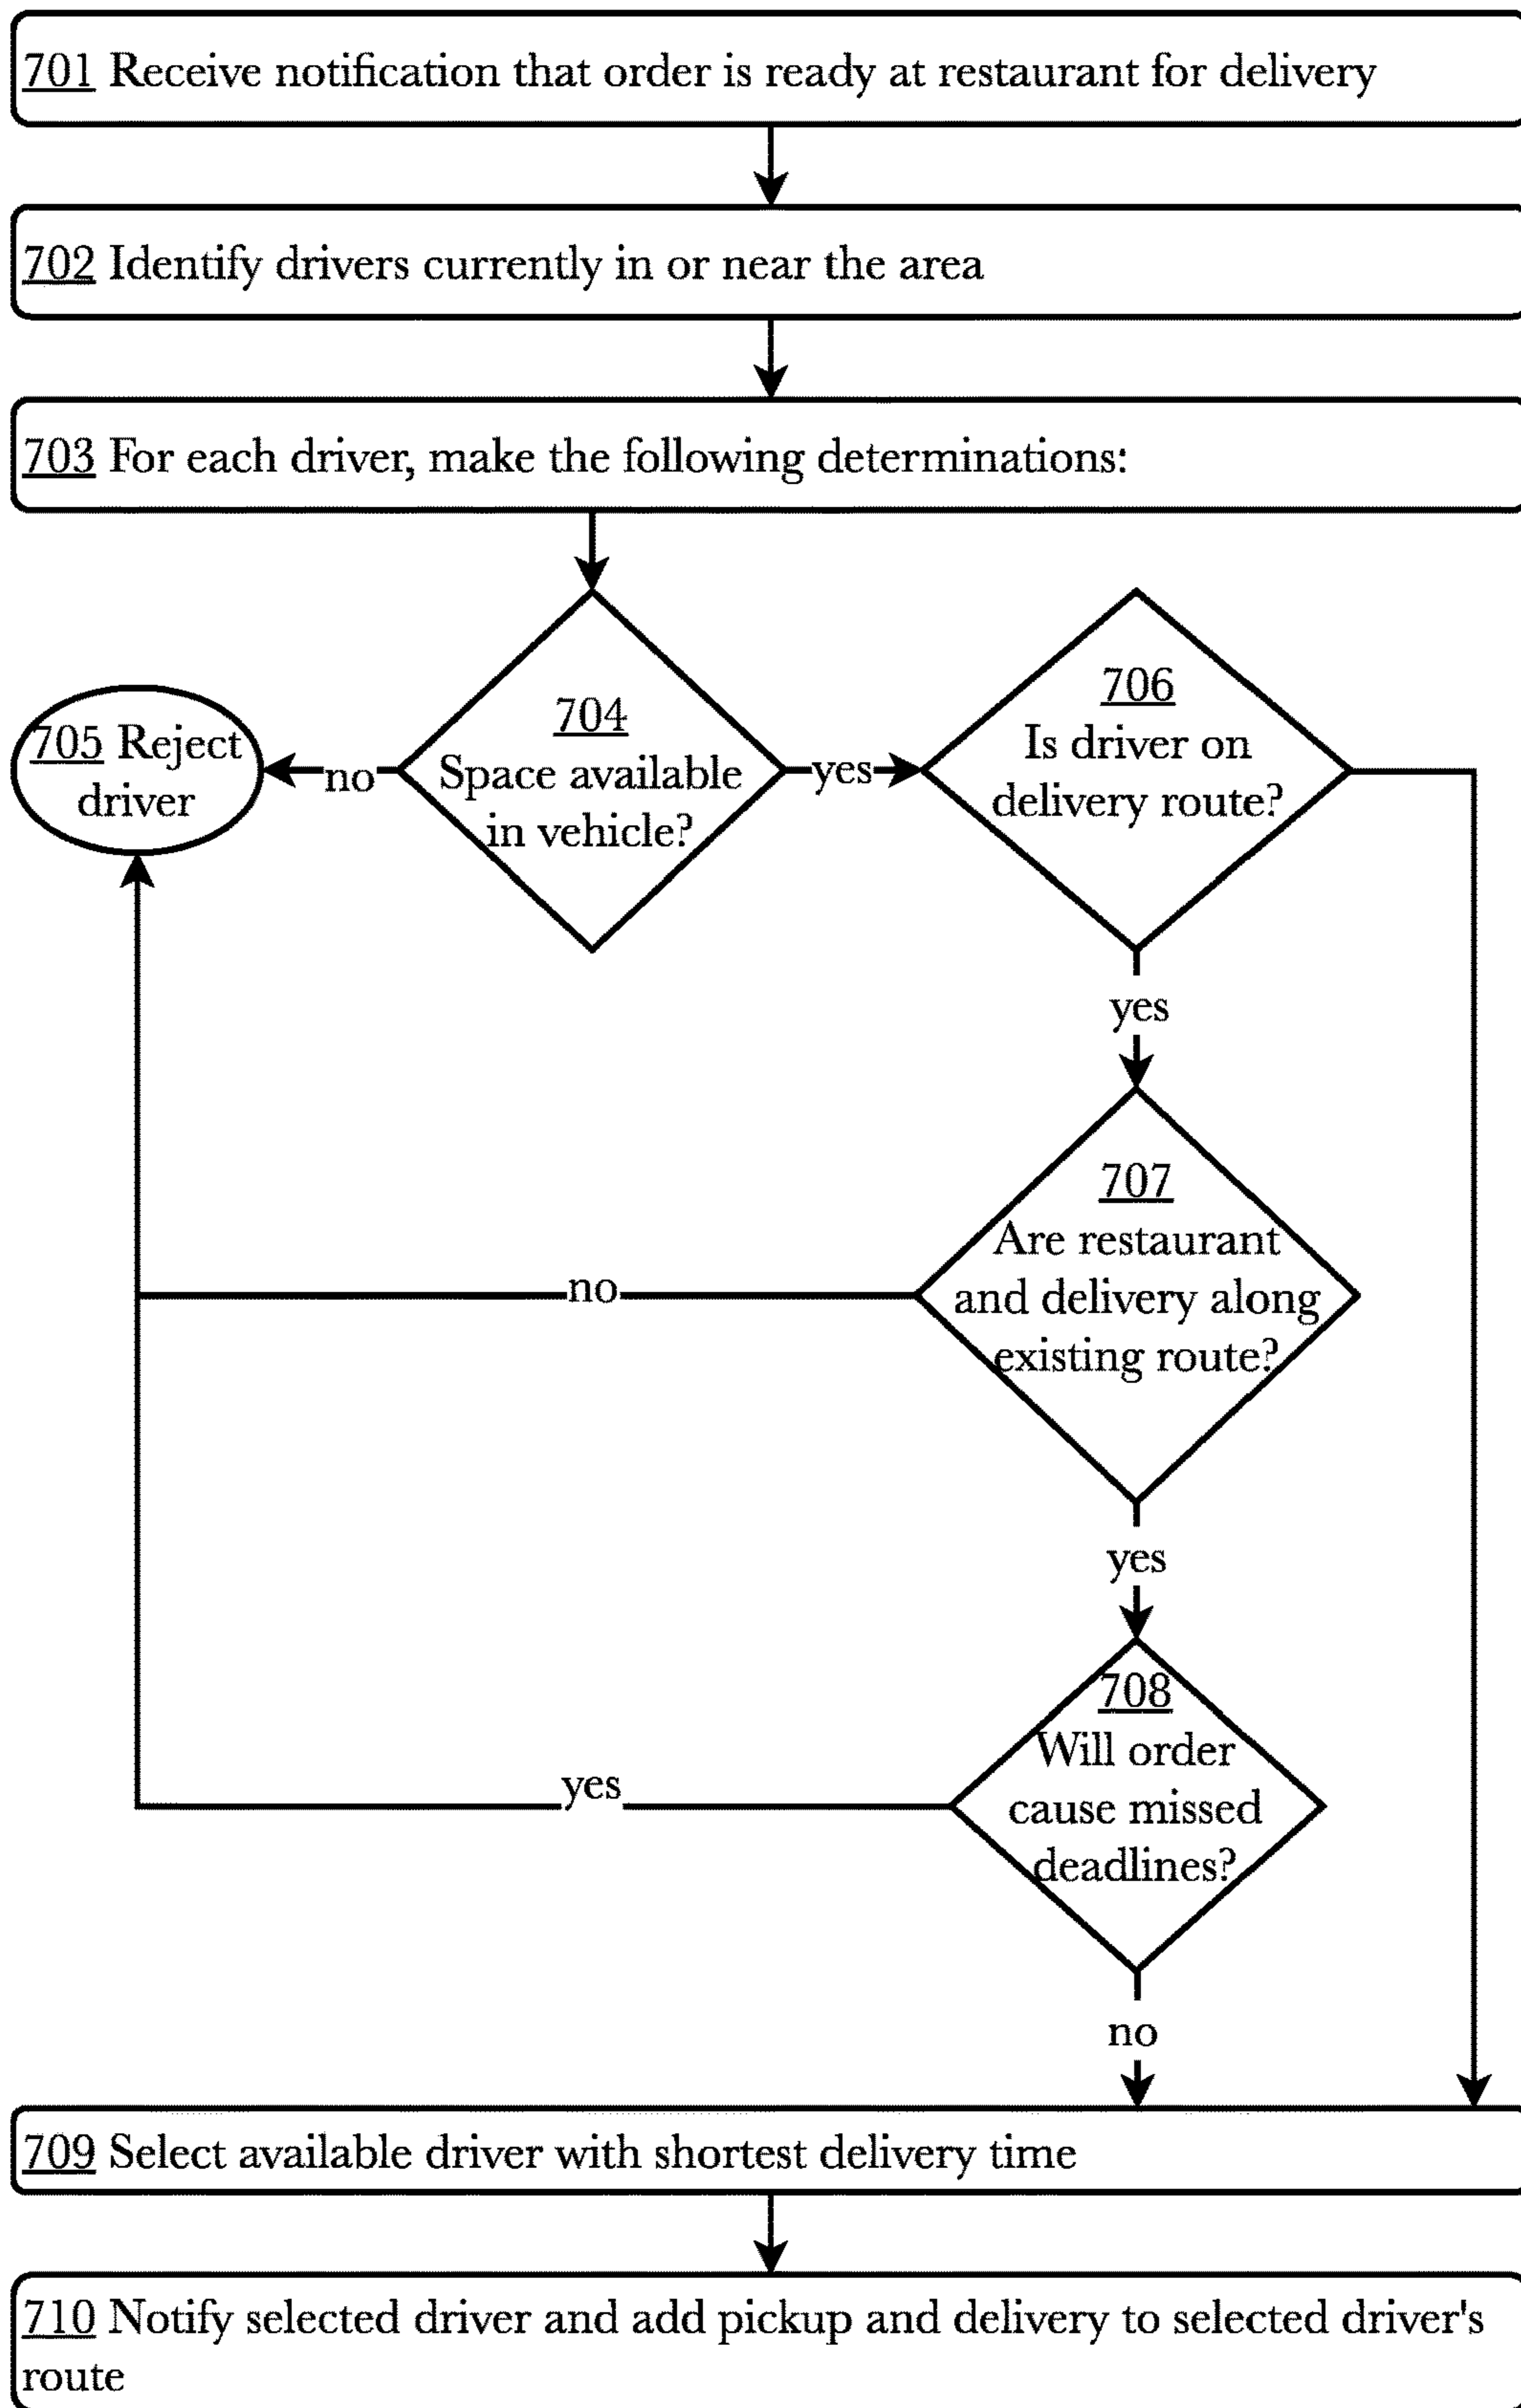 701 Receive notification that order is ready at restaurant for delivery
702 Identify drivers currently in or near the area
703 For each driver, make the following determinations:
705 Reject
driver
no
704
Space available
in vehicle?
yes
706
Is driver on
delivery route?
yes
707
Are restaurant
and delivery along
existing route?
no
yes
708
Will order
cause missed
deadlines?
yes
no
709 Select available driver with shortest delivery time
710 Notify selected driver and add pickup and delivery to selected driver's
route